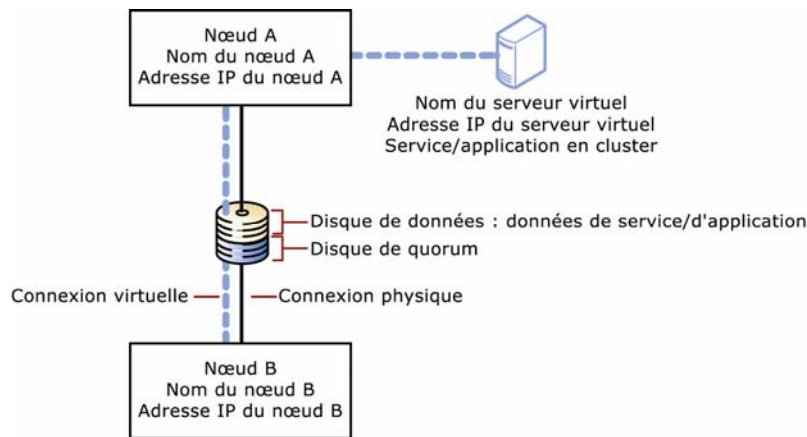 Nœud A
Nom du nœud A
Adresse IP du nœud A
Nom du serveur virtuel
Adresse IP du serveur virtuel
Service/application en cluster
Disque de données : données de service/d'application
Disque de quorum
Connexion virtuelle
Connexion physique
Nœud B
Nom du nœud B
Adresse IP du nœud B